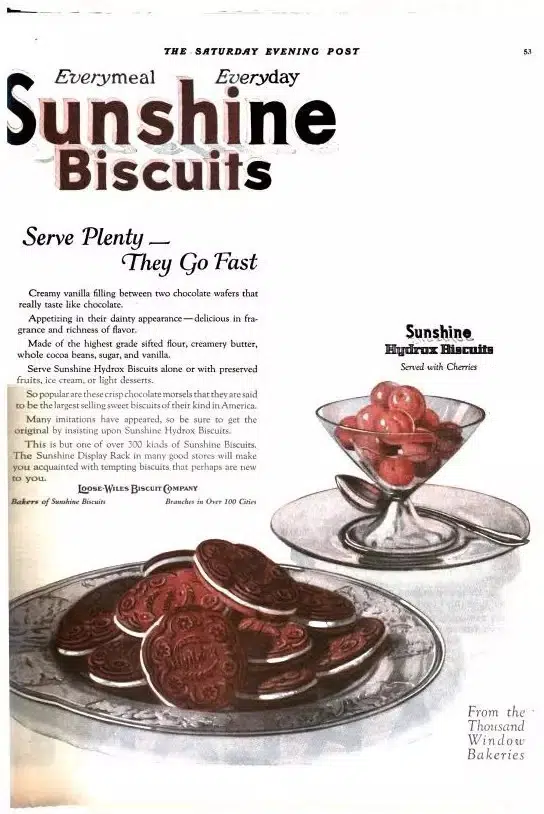 THE SATURDAY EVENING POST
53
Everymeal Everyday
Sunshine
Biscuits
Serve Plenty —
They Go Fast
Creamy vanilla filling between two chocolate wafers that
really taste like chocolate.
Appetizing in their dainty appearance — delicious in fra-
grance and richness of flavor.
Made of the highest grade sifted flour, creamery butter,
whole cocoa beans, sugar, and vanilla.
Serve Sunshine Hydrox Biscuits alone or with preserved
fruits, ice cream, or light desserts.
So popular are these crisp chocolate morsels that they are said
to be the largest selling sweet biscuits of their kind in America.
Many imitations have appeared, so be sure to get the
original by insisting upon Sunshine Hydrox Biscuits.
This is but one of over 300 kinds of Sunshine Biscuits.
The Sunshine Display Rack in many good stores will make
you acquainted with tempting biscuits that perhaps are new
to you.
LOOSE-WILES BISCUIT COMPANY
Bakers of Sunshine Biscuits Branches in Over 100 Cities
Sunshine
Hydrox Biscuits
Served with Cherries
From the
Thousand
Window
Bakeries